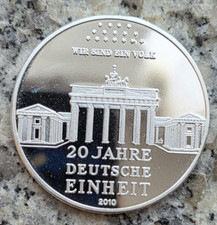 WIR SIND EIN VOLK
20 JAHRE
DEUTSCHE
EINHEIT
2010